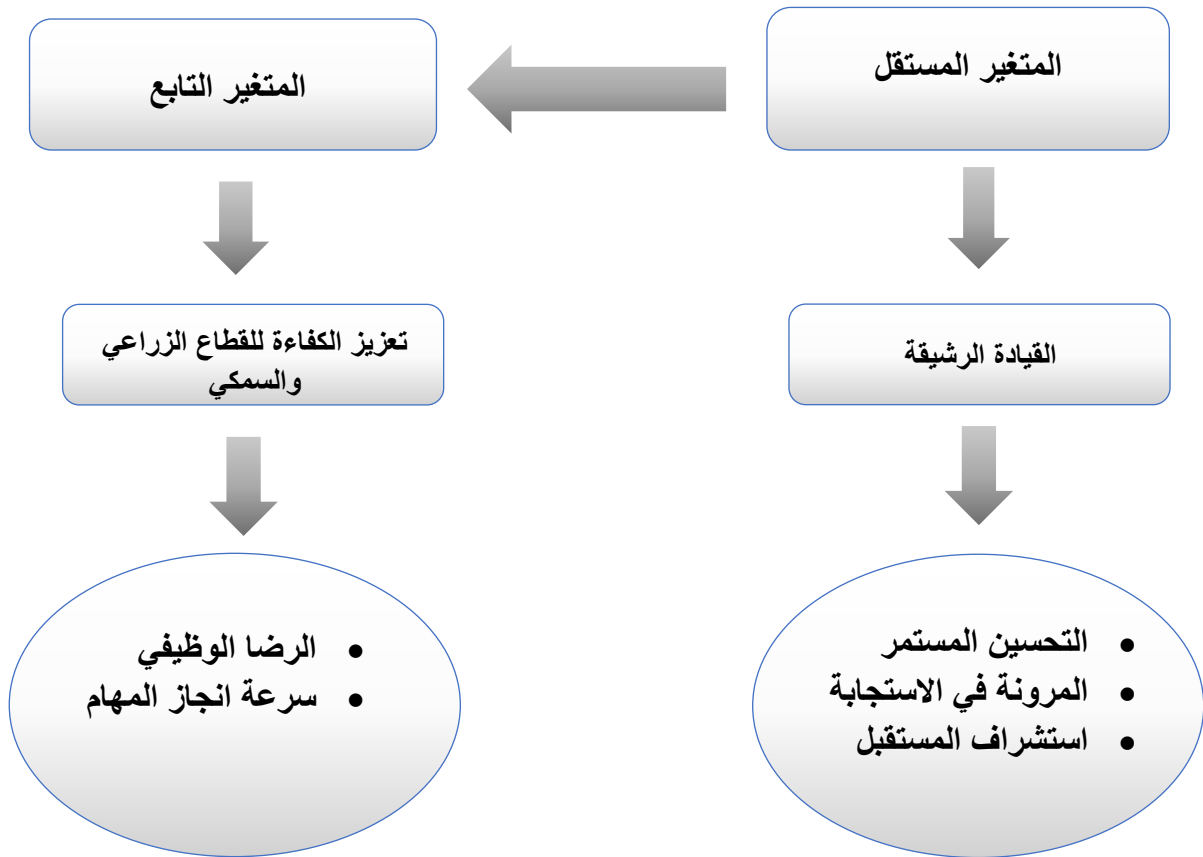 المتغير المستقل
المتغير التابع
القيادة الرشيقة
تعزيز الكفاءة للقطاع الزراعي
والسمكي
• التحسين المستمر
• المرونة في الاستجابة
• استشراف المستقبل
• الرضا الوظيفي
• سرعة انجاز المهام